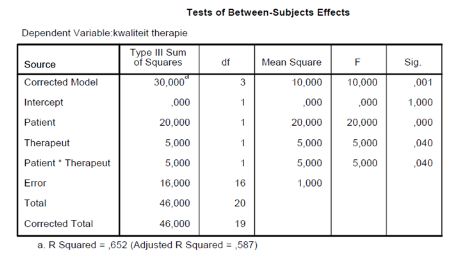 Tests of Between-Subjects Effects
Dependent Variable:kwaliteit therapie
Source Type III Sum of Squares df Mean Square F Sig.
Corrected Model 30,000a 3 10,000 10,000 ,001
Intercept ,000 1 ,000 ,000 1,000
Patient 20,000 1 20,000 20,000 ,000
Therapeut 5,000 1 5,000 5,000 ,040
Patient * Therapeut 5,000 1 5,000 5,000 ,040
Error 16,000 16 1,000
Total 46,000 20
Corrected Total 46,000 19
a. R Squared = ,652 (Adjusted R Squared = ,587)